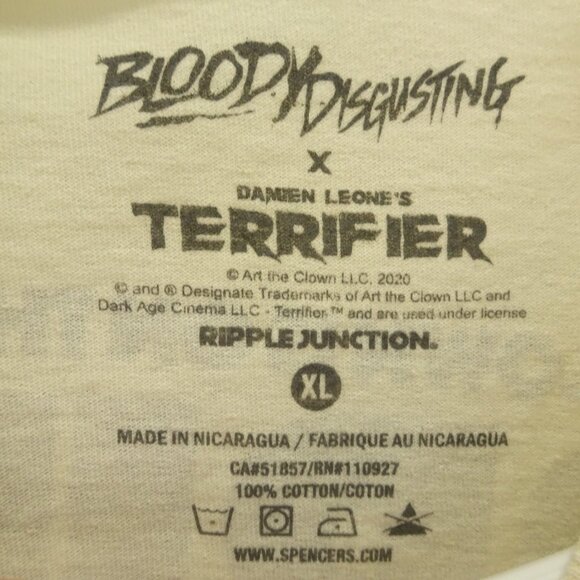 BLOODY DISGUSTING
X
DAMIEN LEONE'S
TERRIFIER
© Art the Clown LLC, 2020
© and ® Designate Trademarks of Art the Clown LLC and
Dark Age Cinema LLC - Terrifier ™ and are used under license
RIPPLE JUNCTION.
XL
MADE IN NICARAGUA / FABRIQUE AU NICARAGUA
CA#51857/RN#110927
100% COTTON/COTON
WWW.SPENCERS.COM